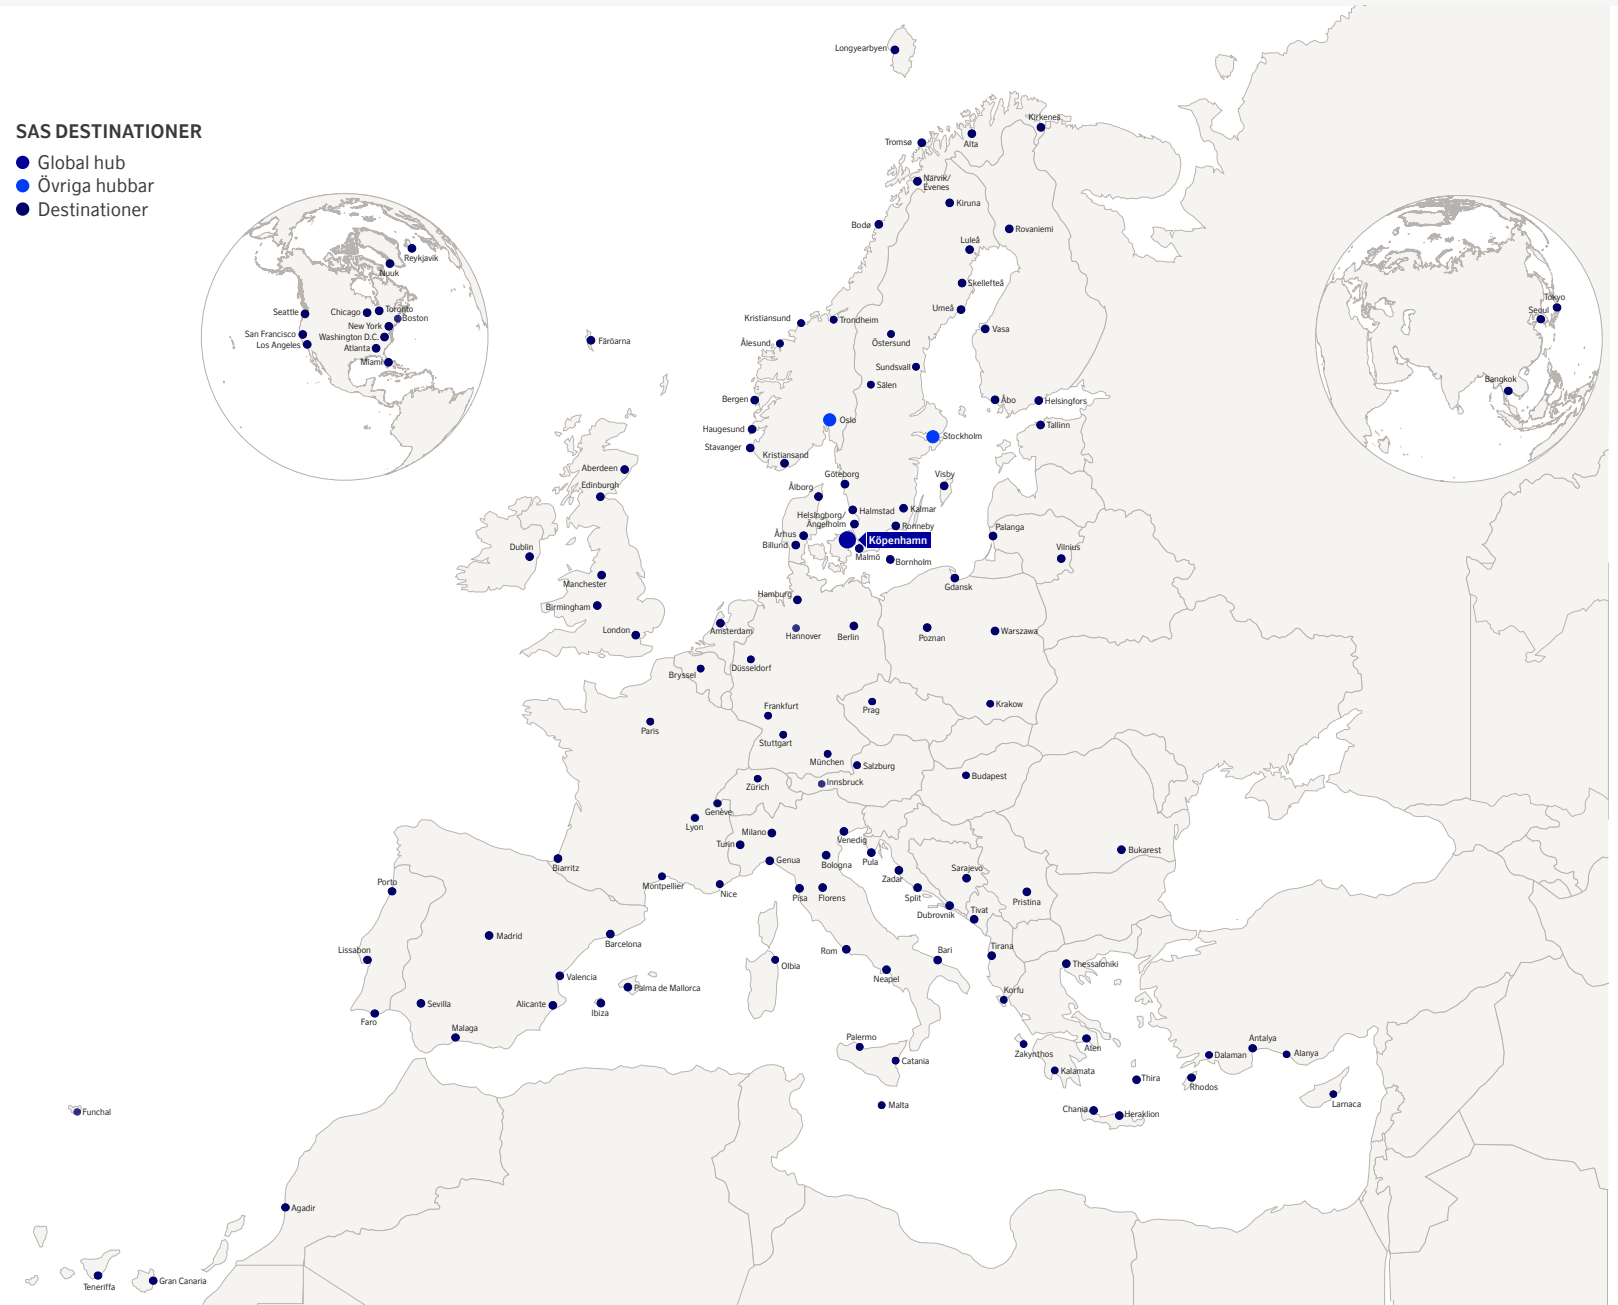 Longyearbyen
SAS DESTINATIONER
Global hub
Övriga hubbar
Destinationer
Kirkenes
Tromsø
Alta
Narvik/
Evenes
Kiruna
Bodø
Rovaniemi
Luleå
Skellefteå
Umeå
Kristiansund
Trondheim
Vasa
Ålesund
Östersund
Färöarna
Sundsvall
Sälen
Bergen
Åbo
Helsingfors
Oslo
Tallinn
Haugesund
Stockholm
Stavanger
Kristiansand
Reykjavik
Nuuk
Seattle
Chicago
Toronto
Boston
New York
San Francisco
Washington D.C.
Los Angeles
Atlanta
Miami
Tokyo
Seoul
Bangkok
Aberdeen
Edinburgh
Göteborg
Visby
Ålborg
Halmstad
Kalmar
Helsingborg/
Ängelholm
Ronneby
Palanga
Århus
Köpenhamn
Billund
Malmö
Vilnius
Dublin
Bornholm
Manchester
Gdansk
Hamburg
Birmingham
London
Amsterdam
Hannover
Berlin
Poznan
Warszawa
Düsseldorf
Bryssel
Frankfurt
Prag
Krakow
Paris
Stuttgart
München
Salzburg
Budapest
Zürich
Innsbruck
Genève
Lyon
Milano
Venedig
Turin
Bukarest
Genua
Bologna
Pula
Biarritz
Sarajevo
Zadar
Porto
Montpellier
Nice
Pisa
Florens
Split
Pristina
Dubrovnik
Tivat
Madrid
Barcelona
Lissabon
Rom
Bari
Tirana
Thessaloniki
Olbia
Neapel
Valencia
Palma de Mallorca
Korfu
Sevilla
Alicante
Ibiza
Faro
Malaga
Palermo
Aten
Antalya
Zakynthos
Catania
Dalaman
Alanya
Kalamata
Thira
Rhodos
Malta
Chania
Heraklion
Larnaca
Funchal
Agadir
Teneriffa
Gran Canaria